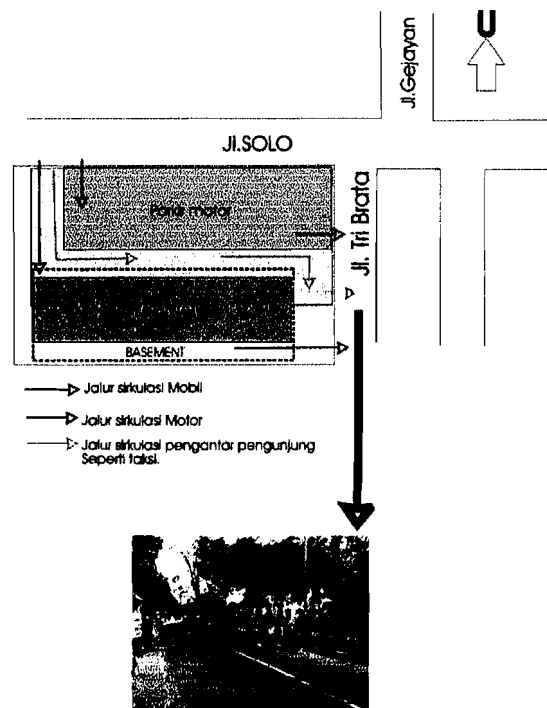 U
Jl.Gejayan
Jl.SOLO
Parkir motor
Jl. Tri Brata
BASEMENT
Jalur sirkulasi Mobil
Jalur sirkulasi Motor
Jalur sirkulasi pengantar pengunjung
Seperti taksi.